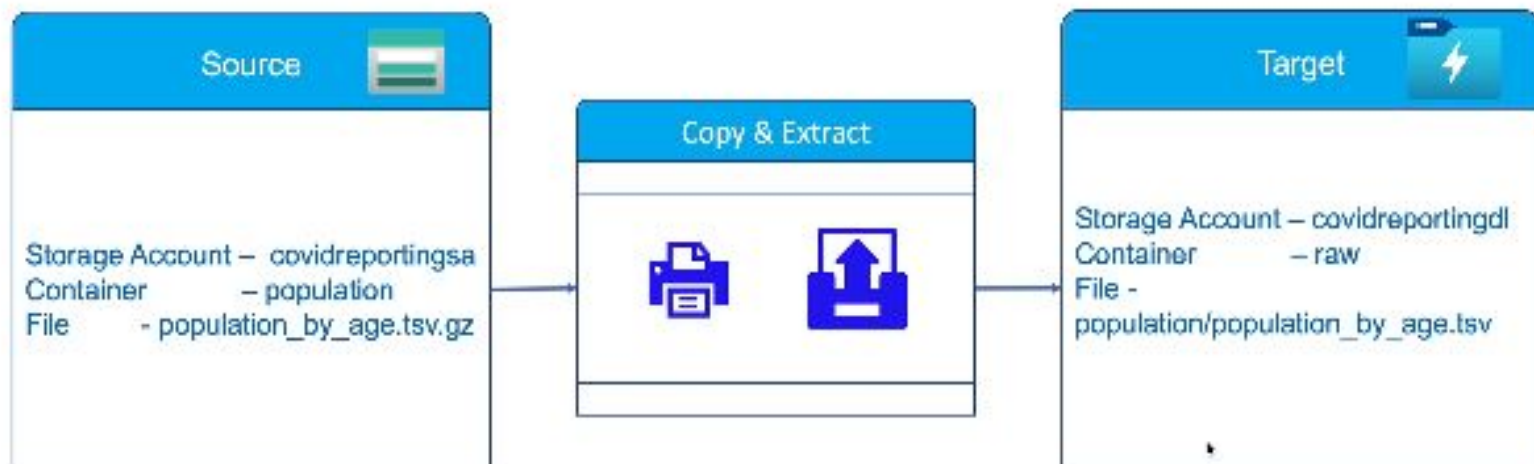 Source
Storage Account – covidreportingsa
Container – population
File - population_by_age.tsv.gz
Copy & Extract
Target
Storage Account – covidreportingdl
Container – raw
File -
population/population_by_age.tsv